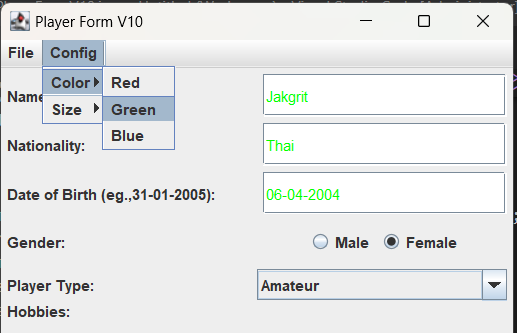 Player Form V10
File Config
Color Red
Size Green
Blue
Name
Jakgrit
Nationality:
Thai
Date of Birth (eg.,31-01-2005):
06-04-2004
Gender:
Male Female
Player Type:
Amateur
Hobbies: